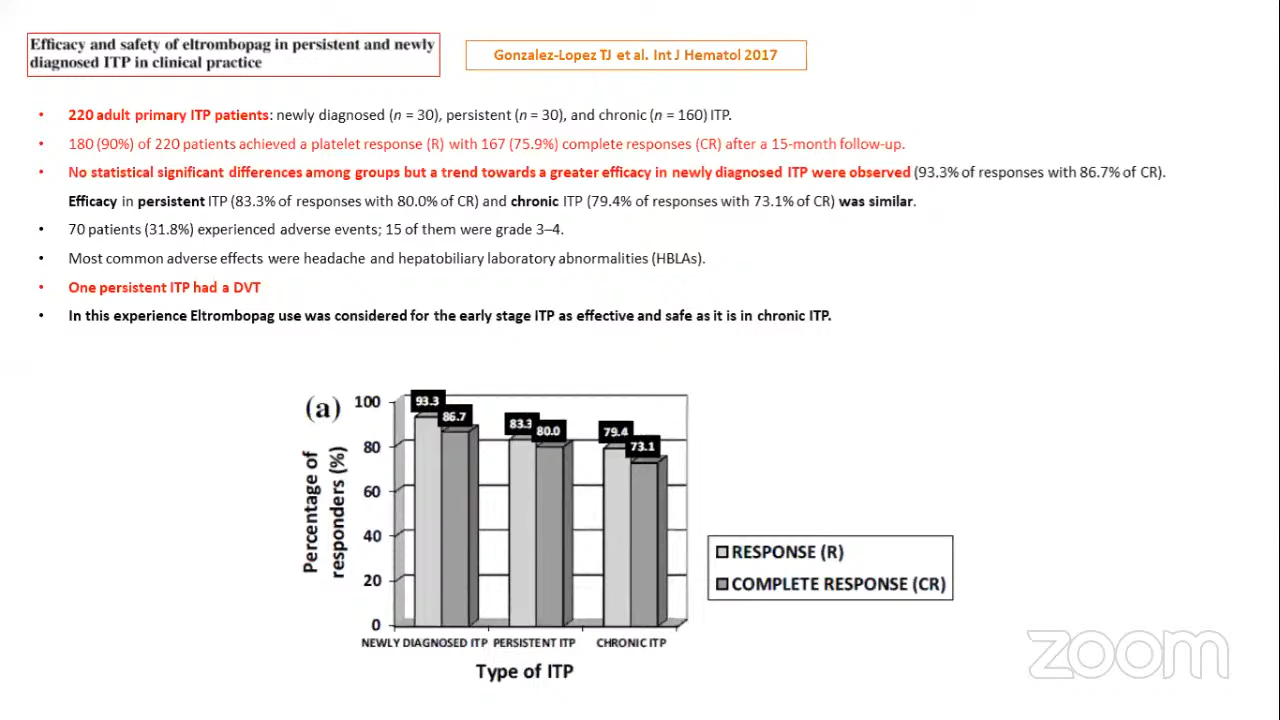 Efficacy and safety of eltrombopag in persistent and newly
diagnosed ITP in clinical practice
Gonzalez-Lopez TJ et al. Int J Hematol 2017
• 220 adult primary ITP patients: newly diagnosed (n = 30), persistent (n = 30), and chronic (n = 160) ITP.
• 180 (90%) of 220 patients achieved a platelet response (R) with 167 (75.9%) complete responses (CR) after a 15-month follow-up.
• No statistical significant differences among groups but a trend towards a greater efficacy in newly diagnosed ITP were observed (93.3% of responses with 86.7% of CR).
Efficacy in persistent ITP (83.3% of responses with 80.0% of CR) and chronic ITP (79.4% of responses with 73.1% of CR) was similar.
• 70 patients (31.8%) experienced adverse events; 15 of them were grade 3–4.
• Most common adverse effects were headache and hepatobiliary laboratory abnormalities (HBLAs).
• One persistent ITP had a DVT
• In this experience Eltrombopag use was considered for the early stage ITP as effective and safe as it is in chronic ITP.
(a)
Percentage of
responders (%)
100
80
60
40
20
0
93.3
86.7
83.3
80.0
79.4
73.1
NEWLY DIAGNOSED ITP PERSISTENT ITP CHRONIC ITP
Type of ITP
RESPONSE (R)
COMPLETE RESPONSE (CR)
zoom